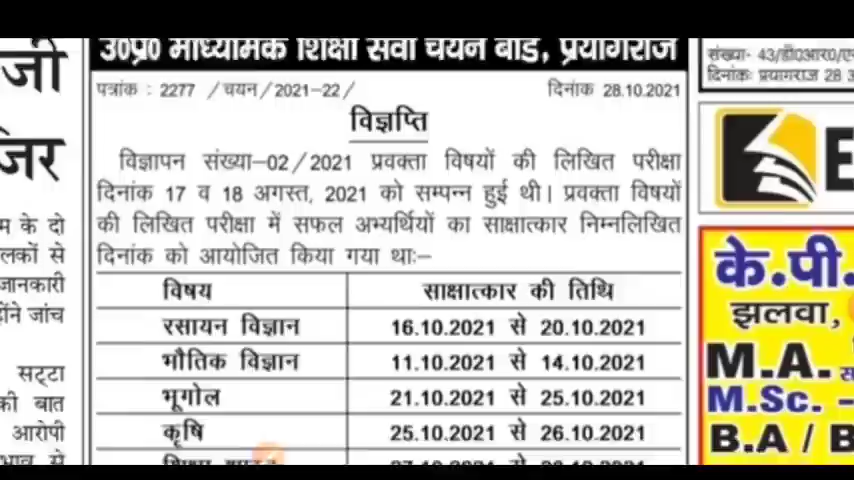 उ०प्र० माध्यमिक शिक्षा सेवा चयन बोर्ड, प्रयागराज
पत्रांक : 2277 /चयन/2021-22/ दिनांक 28.10.2021
विज्ञप्ति
विज्ञापन संख्या-02/2021 प्रवक्ता विषयों की लिखित परीक्षा
दिनांक 17 व 18 अगस्त, 2021 को सम्पन्न हुई थी। प्रवक्ता विषयों
की लिखित परीक्षा में सफल अभ्यर्थियों का साक्षात्कार निम्नलिखित
दिनांक को आयोजित किया गया थाः–
विषय साक्षात्कार की तिथि
रसायन विज्ञान 16.10.2021 से 20.10.2021
भौतिक विज्ञान 11.10.2021 से 14.10.2021
भूगोल 21.10.2021 से 25.10.2021
कृषि 25.10.2021 से 26.10.2021
जी
जर
म के दो
लकों से
जानकारी
होंने जांच
सट्टा
की बात
आरोपी
संख्या- 43/डी0आर0/ए
दिनांकः प्रयागराज 28
E
के.पी.
झलवा,
M.A.
M.Sc. -
B.A / B